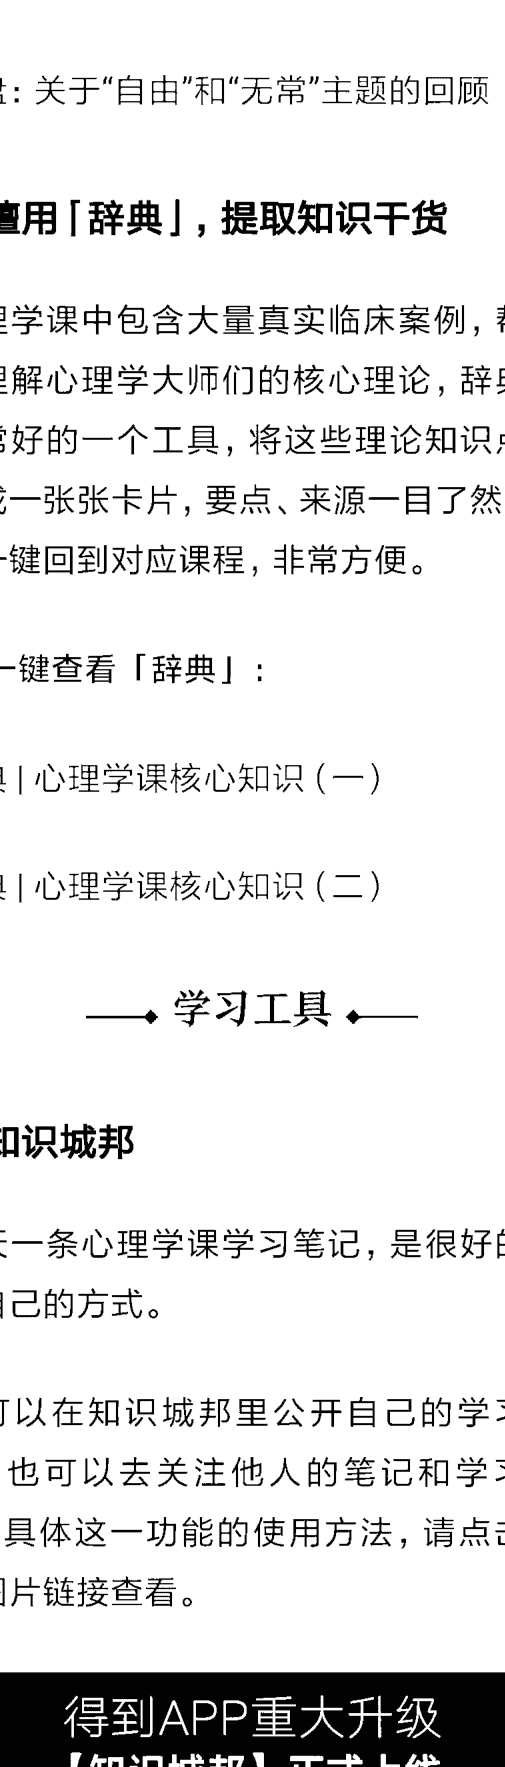 盘：关于“自由”和“无常”主题的回顾
擅用「辞典」，提取知识干货
理学课中包含大量真实临床案例，帮
理解心理学大师们的核心理论，辞典
常好的一个工具，将这些理论知识点
成一张张卡片，要点、来源一目了然
一键回到对应课程，非常方便。
一键查看「辞典」：
典 | 心理学课核心知识（一）
典 | 心理学课核心知识（二）
学习工具
知识城邦
天一条心理学课学习笔记，是很好的
自己的方式。
可以在知识城邦里公开自己的学习
也可以去关注他人的笔记和学习
具体这一功能的使用方法，请点击
图片链接查看。
得到APP重大升级
【知识城邦】正式上线